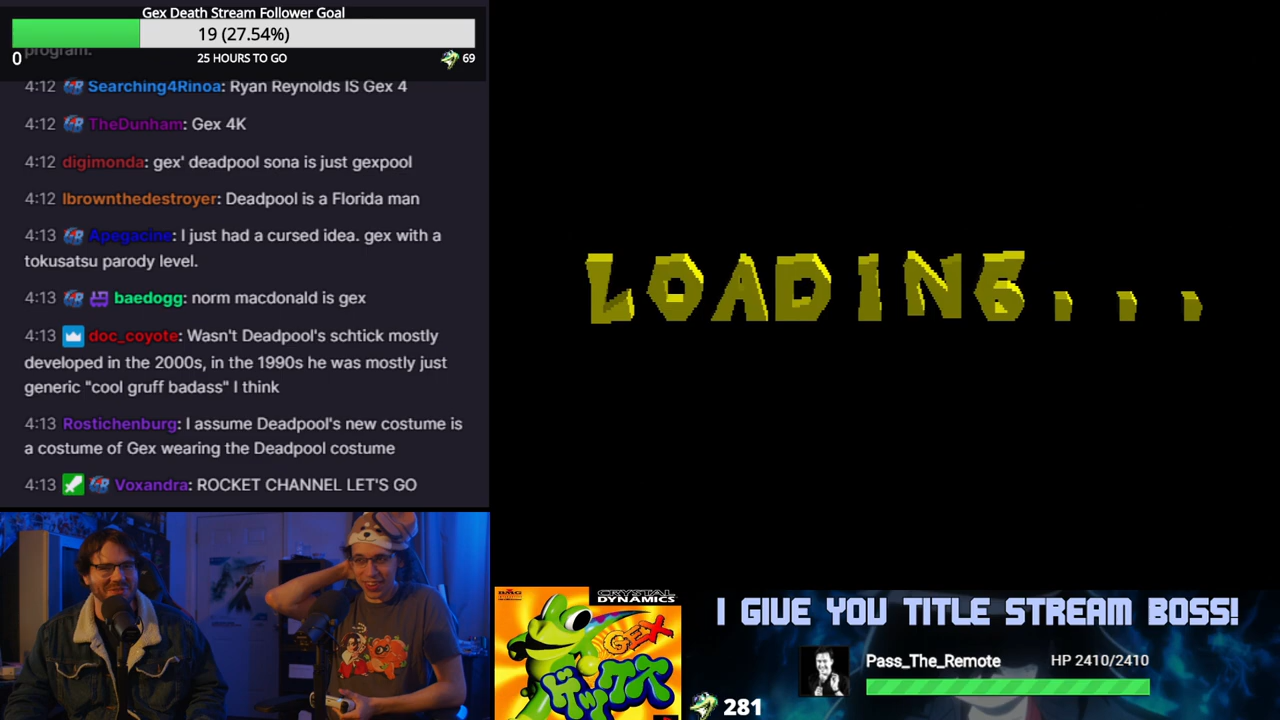 Gex Death Stream Follower Goal
19 (27.54%)
0
25 HOURS TO GO
69
program.
4:12 Searching4Rinoa: Ryan Reynolds IS Gex 4
4:12 TheDunham: Gex 4K
4:12 digimonda: gex' deadpool sona is just gexpool
4:12 lbrownthedestroyer: Deadpool is a Florida man
4:13 Apegacine: I just had a cursed idea. gex with a
tokusatsu parody level.
4:13 baedogg: norm macdonald is gex
4:13 doc_coyote: Wasn't Deadpool's schtick mostly
developed in the 2000s, in the 1990s he was mostly just
generic "cool gruff badass" I think
4:13 Rostichenburg: I assume Deadpool's new costume is
a costume of Gex wearing the Deadpool costume
4:13 Voxandra: ROCKET CHANNEL LET'S GO
LOADING...
BMG
CRYSTAL
DYNAMICS
GEX
ゲックス
I GIVE YOU TITLE STREAM BOSS!
Pass_The_Remote
HP 2410/2410
281